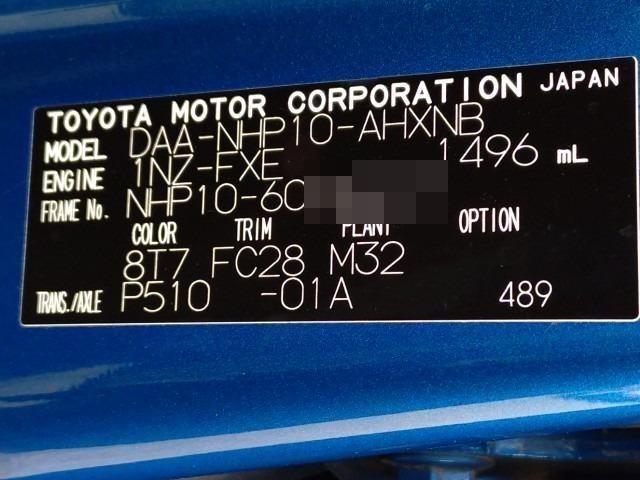 TOYOTA MOTOR CORPORATION JAPAN
MODEL DAA-NHP10-AHXNB
ENGINE 1NZ-FXE 1496 mL
FRAME No. NHP10-60
COLOR TRIM PLANT OPTION
8T7 FC28 M32
TRANS./AXLE P510 -01A 489